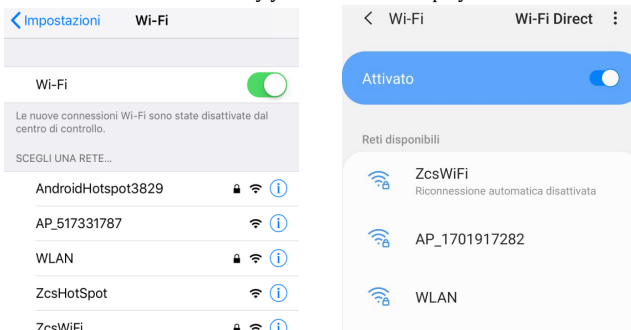 Impostazioni Wi-Fi
Wi-Fi
Le nuove connessioni Wi-Fi sono state disattivate dal
centro di controllo.
SCEGLI UNA RETE...
AndroidHotspot3829
AP_517331787
WLAN
ZcsHotSpot
ZcsWiFi
Wi-Fi Wi-Fi Direct
Attivato
Reti disponibili
ZcsWiFi
Riconnessione automatica disattivata
AP_1701917282
WLAN